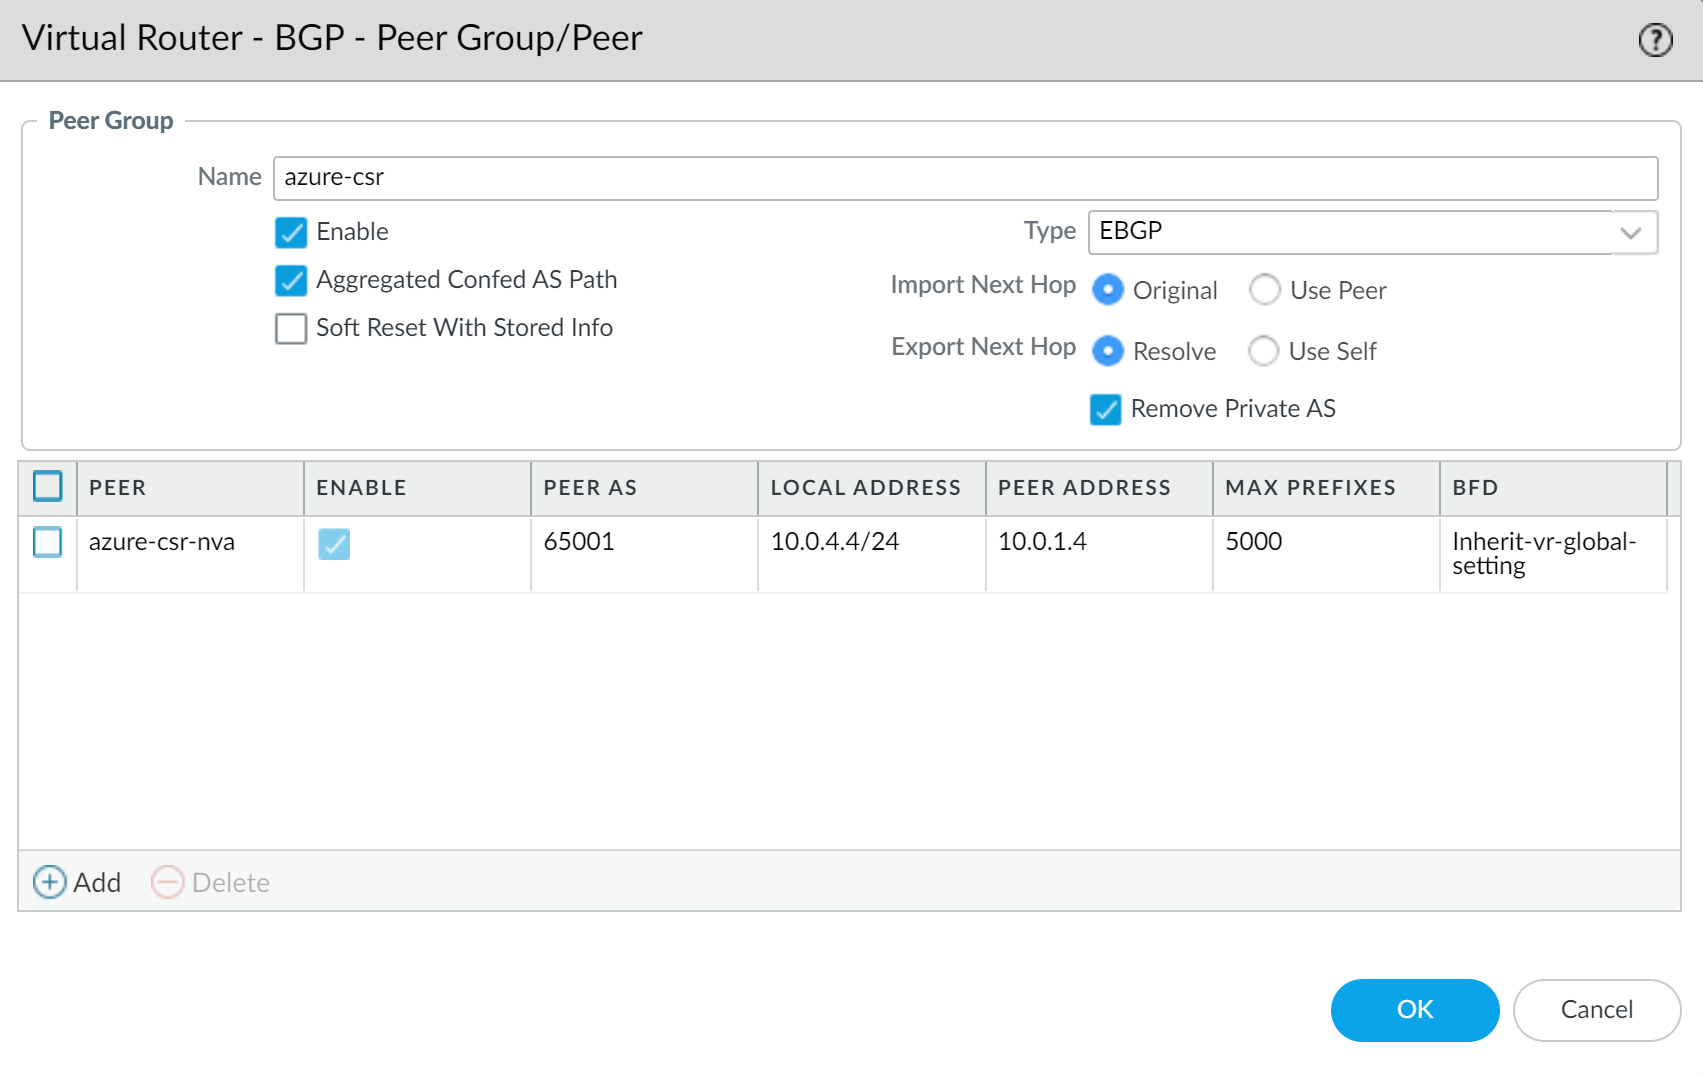 Virtual Router - BGP - Peer Group/Peer
Peer Group
Name azure-csr
Enable
Aggregated Confed AS Path
Soft Reset With Stored Info
Type EBGP
Import Next Hop Original Use Peer
Export Next Hop Resolve Use Self
Remove Private AS
PEER ENABLE PEER AS LOCAL ADDRESS PEER ADDRESS MAX PREFIXES BFD
azure-csr-nva 65001 10.0.4.4/24 10.0.1.4 5000 Inherit-vr-global-
setting
Add Delete
OK Cancel